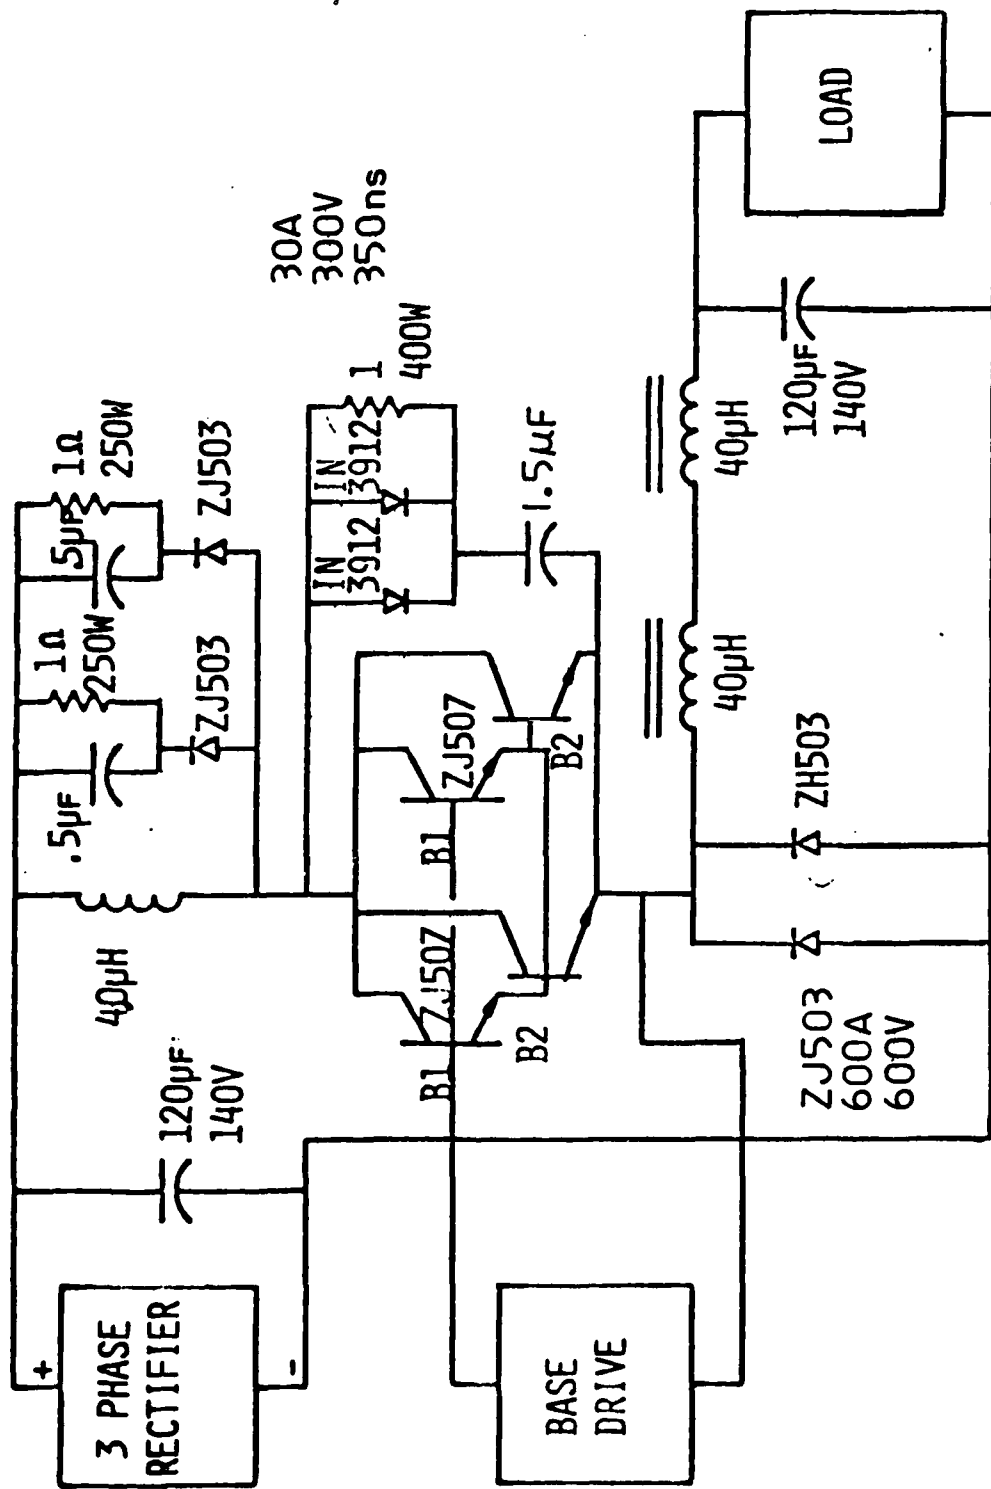 3 PHASE
RECTIFIER
+
-
120µF
140V
40µH
.5µF
1Ω
250W
ZJ503
.5µF
1Ω
250W
ZJ503
30A
300V
350ns
IN
3912
IN
3912
1
400W
1.5µF
B1
ZJ507
B2
B1
ZJ507
B2
BASE
DRIVE
ZJ503
600A
600V
ZH503
40µH
40µH
120µF
140V
LOAD